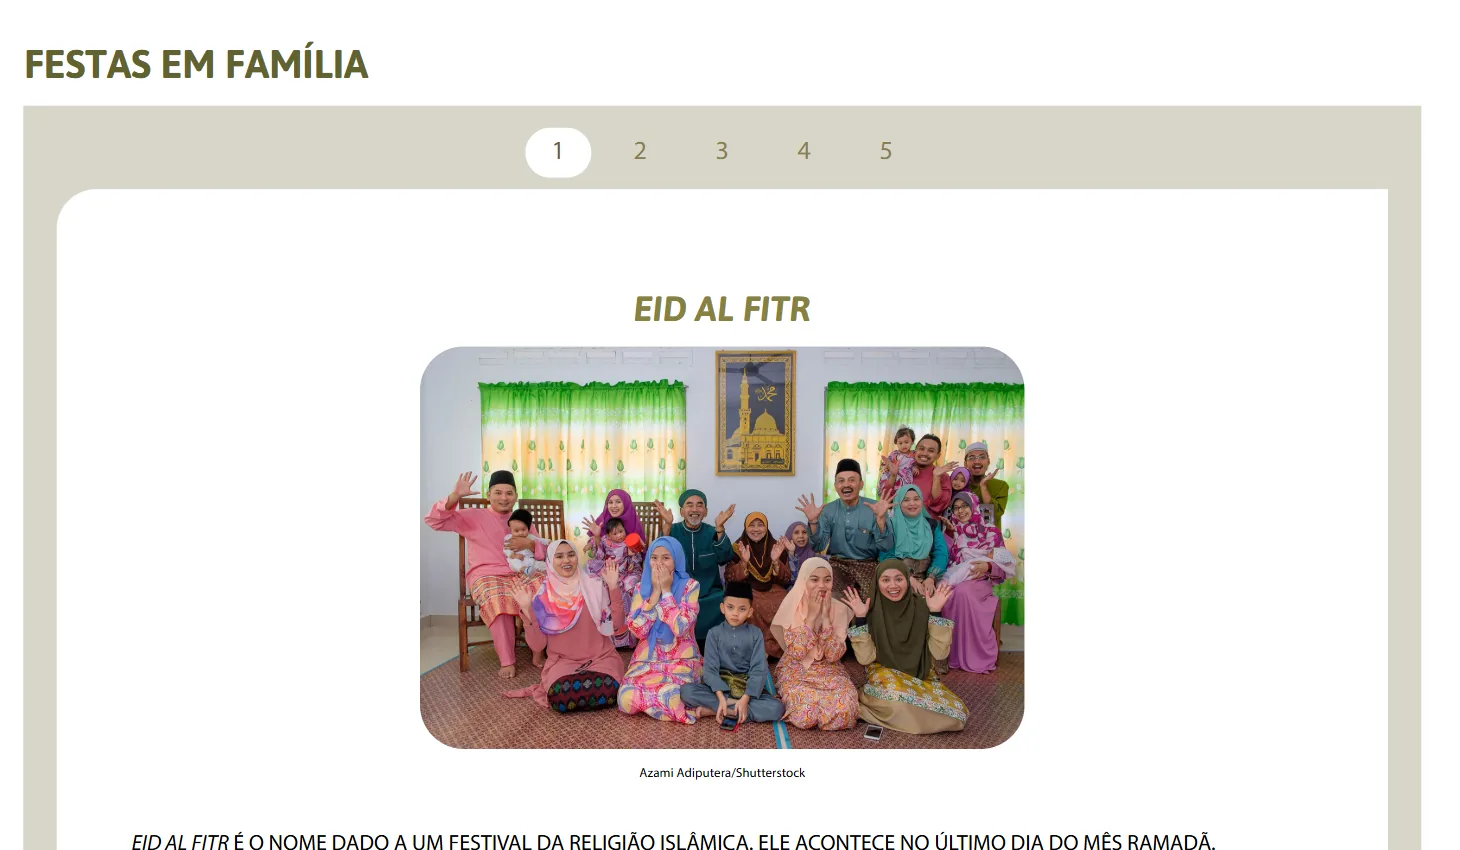 FESTAS EM FAMÍLIA
1 2 3 4 5
EID AL FITR
Azami Adiputera/Shutterstock
EID AL FITR É O NOME DADO A UM FESTIVAL DA RELIGIÃO ISLÂMICA. ELE ACONTECE NO ÚLTIMO DIA DO MÊS RAMADÃ.